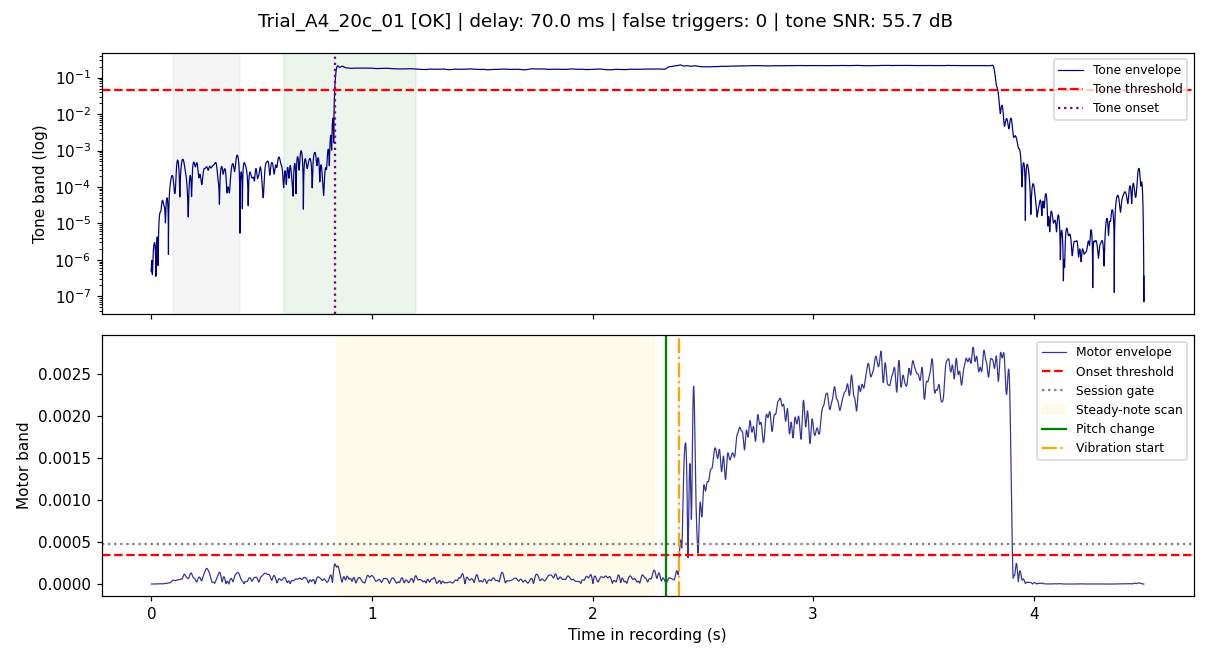 Trial_A4_20c_01 [OK] | delay: 70.0 ms | false triggers: 0 | tone SNR: 55.7 dB
Tone band (log)
10⁻¹
10⁻²
10⁻³
10⁻⁴
10⁻⁵
10⁻⁶
10⁻⁷
Tone envelope
Tone threshold
Tone onset
Motor band
0.0025
0.0020
0.0015
0.0010
0.0005
0.0000
Motor envelope
Onset threshold
Session gate
Steady-note scan
Pitch change
Vibration start
0 1 2 3 4
Time in recording (s)